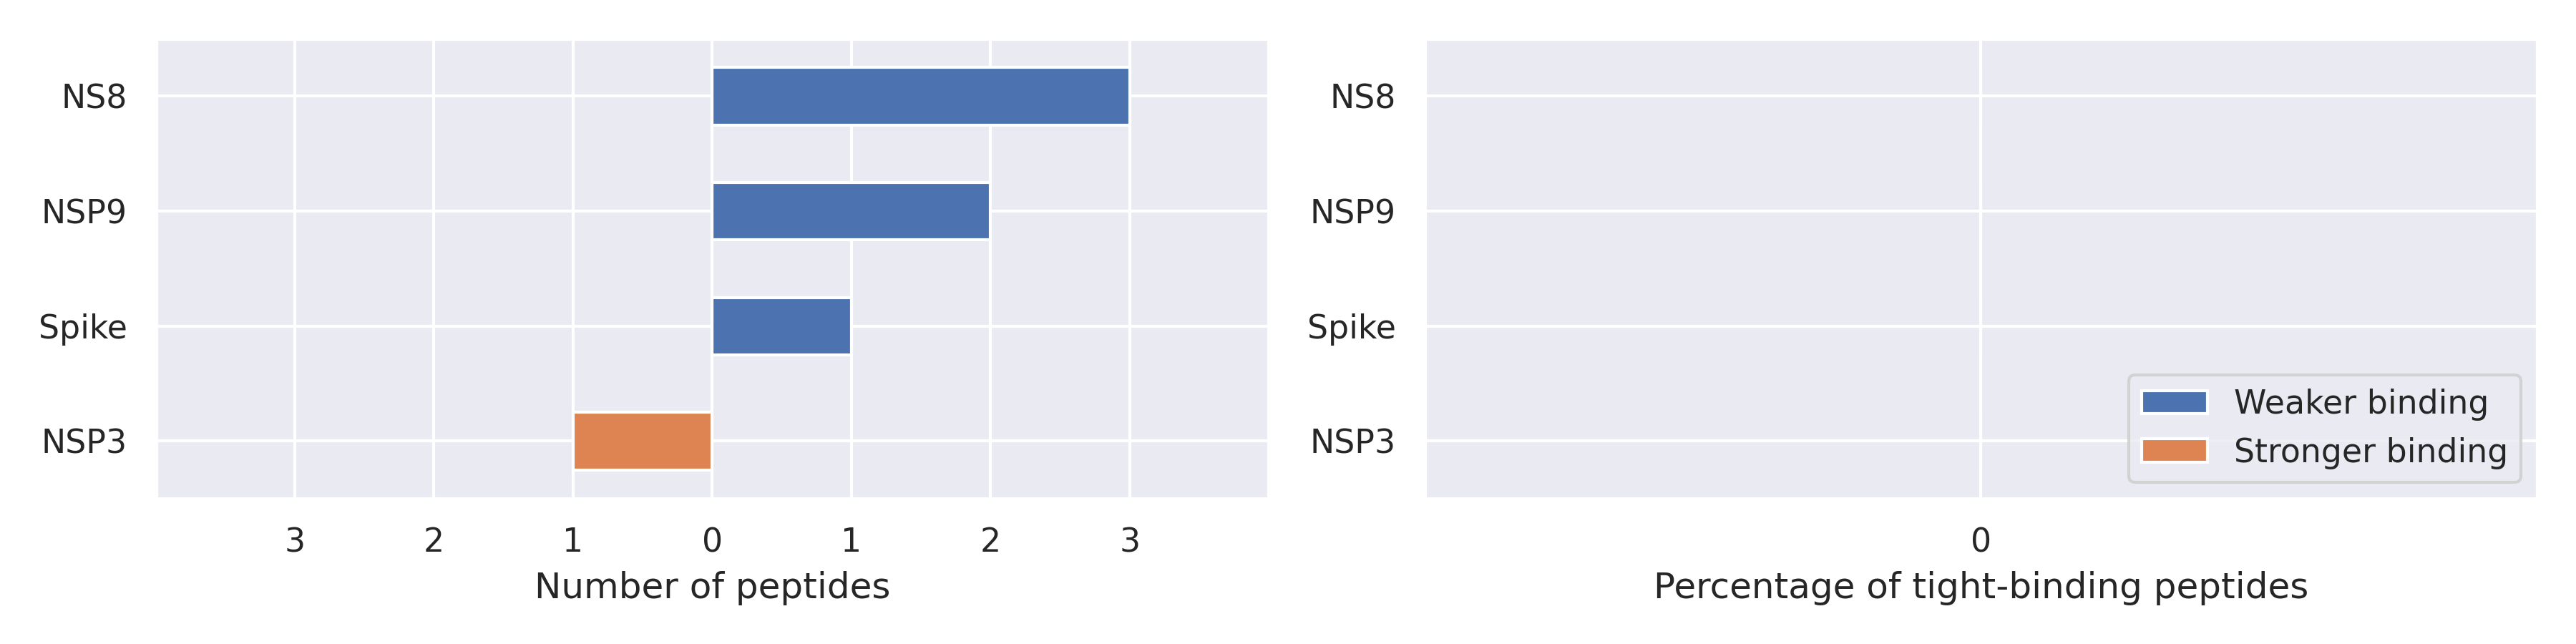 NS8
NSP9
Spike
NSP3
3 2 1 0 1 2 3
Number of peptides
NS8
NSP9
Spike
NSP3
Weaker binding
Stronger binding
0
Percentage of tight-binding peptides